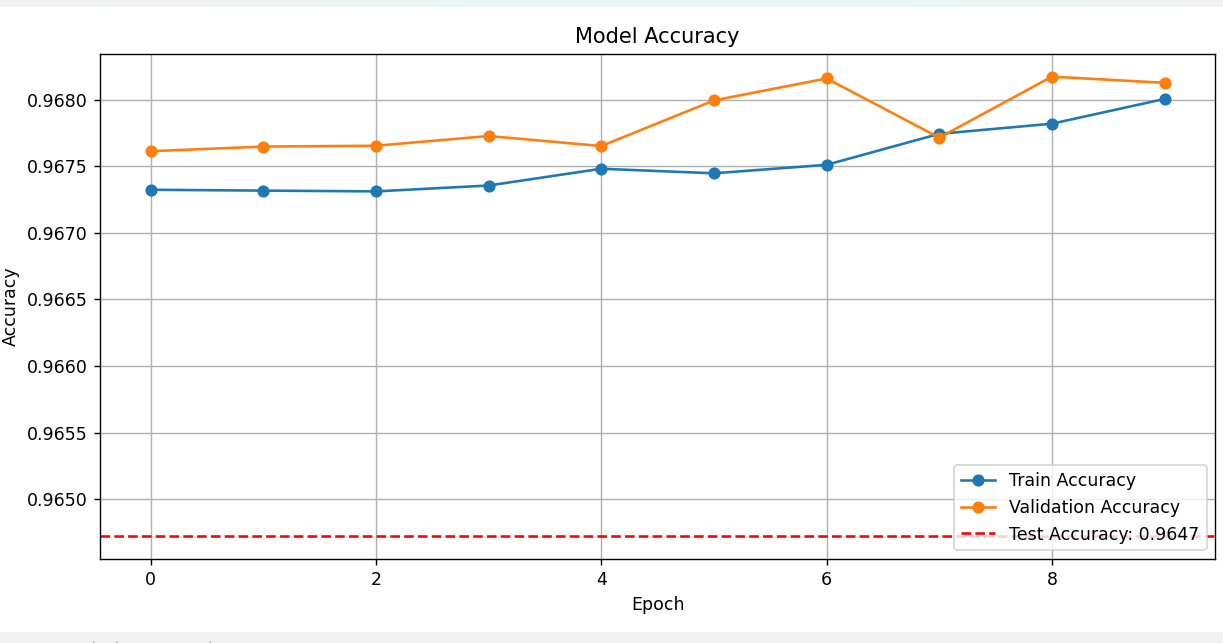 Model Accuracy
0.9680
0.9675
0.9670
0.9665
0.9660
0.9655
0.9650
Accuracy
Train Accuracy
Validation Accuracy
Test Accuracy: 0.9647
0 2 4 6 8
Epoch